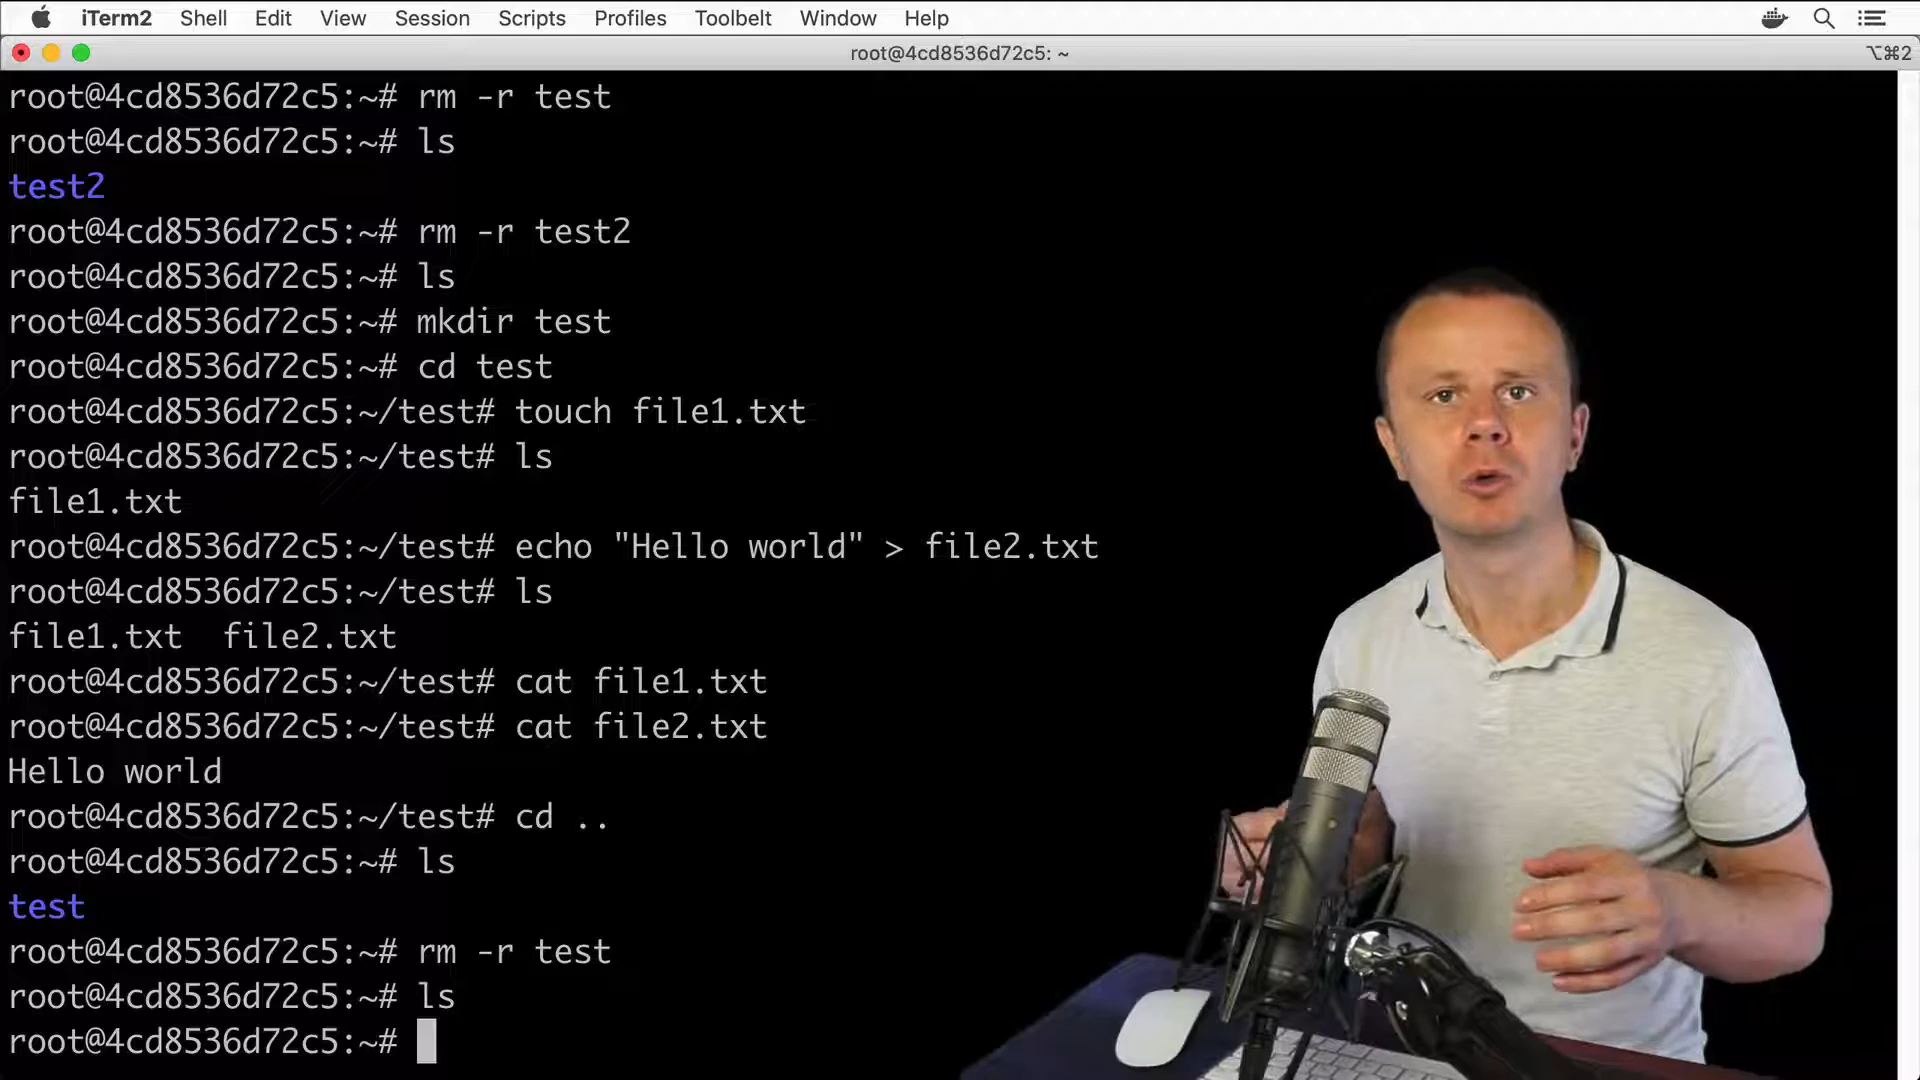 iTerm2 Shell Edit View Session Scripts Profiles Toolbelt Window Help
root@4cd8536d72c5: ~ ⌥⌘2
root@4cd8536d72c5:~# rm -r test
root@4cd8536d72c5:~# ls
test2
root@4cd8536d72c5:~# rm -r test2
root@4cd8536d72c5:~# ls
root@4cd8536d72c5:~# mkdir test
root@4cd8536d72c5:~# cd test
root@4cd8536d72c5:~/test# touch file1.txt
root@4cd8536d72c5:~/test# ls
file1.txt
root@4cd8536d72c5:~/test# echo "Hello world" > file2.txt
root@4cd8536d72c5:~/test# ls
file1.txt  file2.txt
root@4cd8536d72c5:~/test# cat file1.txt
root@4cd8536d72c5:~/test# cat file2.txt
Hello world
root@4cd8536d72c5:~/test# cd ..
root@4cd8536d72c5:~# ls
test
root@4cd8536d72c5:~# rm -r test
root@4cd8536d72c5:~# ls
root@4cd8536d72c5:~#